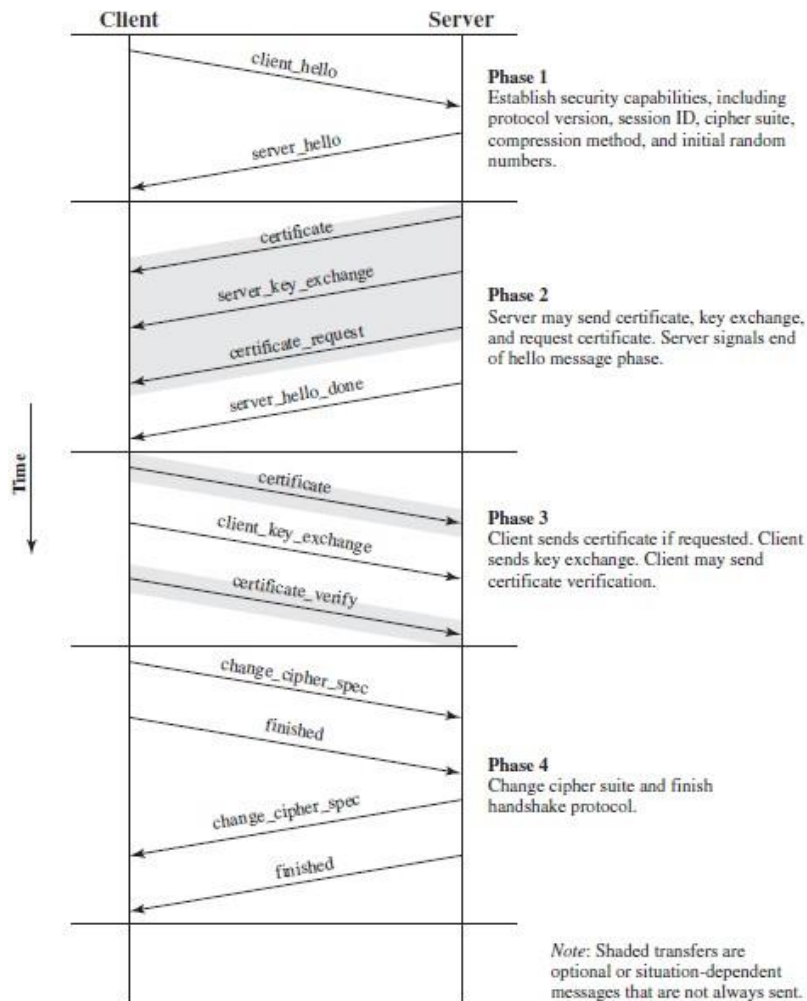 Client
Server
client_hello
server_hello
Phase 1
Establish security capabilities, including
protocol version, session ID, cipher suite,
compression method, and initial random
numbers.
certificate
server_key_exchange
certificate_request
server_hello_done
Phase 2
Server may send certificate, key exchange,
and request certificate. Server signals end
of hello message phase.
Time
certificate
client_key_exchange
certificate_verify
Phase 3
Client sends certificate if requested. Client
sends key exchange. Client may send
certificate verification.
change_cipher_spec
finished
change_cipher_spec
finished
Phase 4
Change cipher suite and finish
handshake protocol.
Note: Shaded transfers are
optional or situation-dependent
messages that are not always sent.